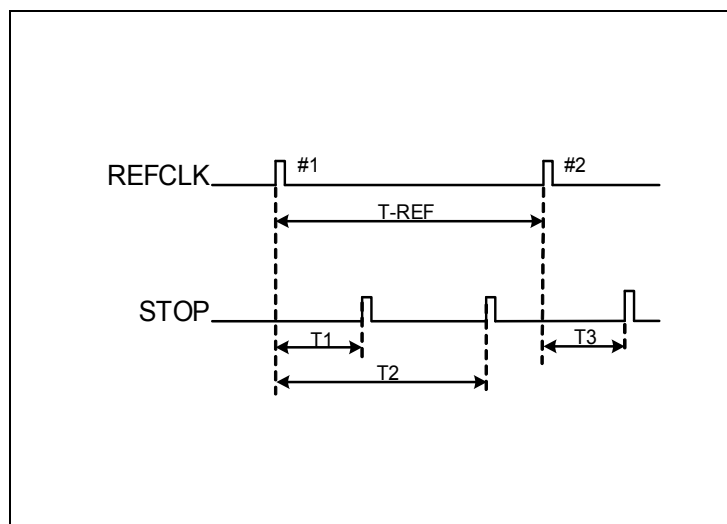 REFCLK
#1
#2
T-REF
STOP
T1
T3
T2